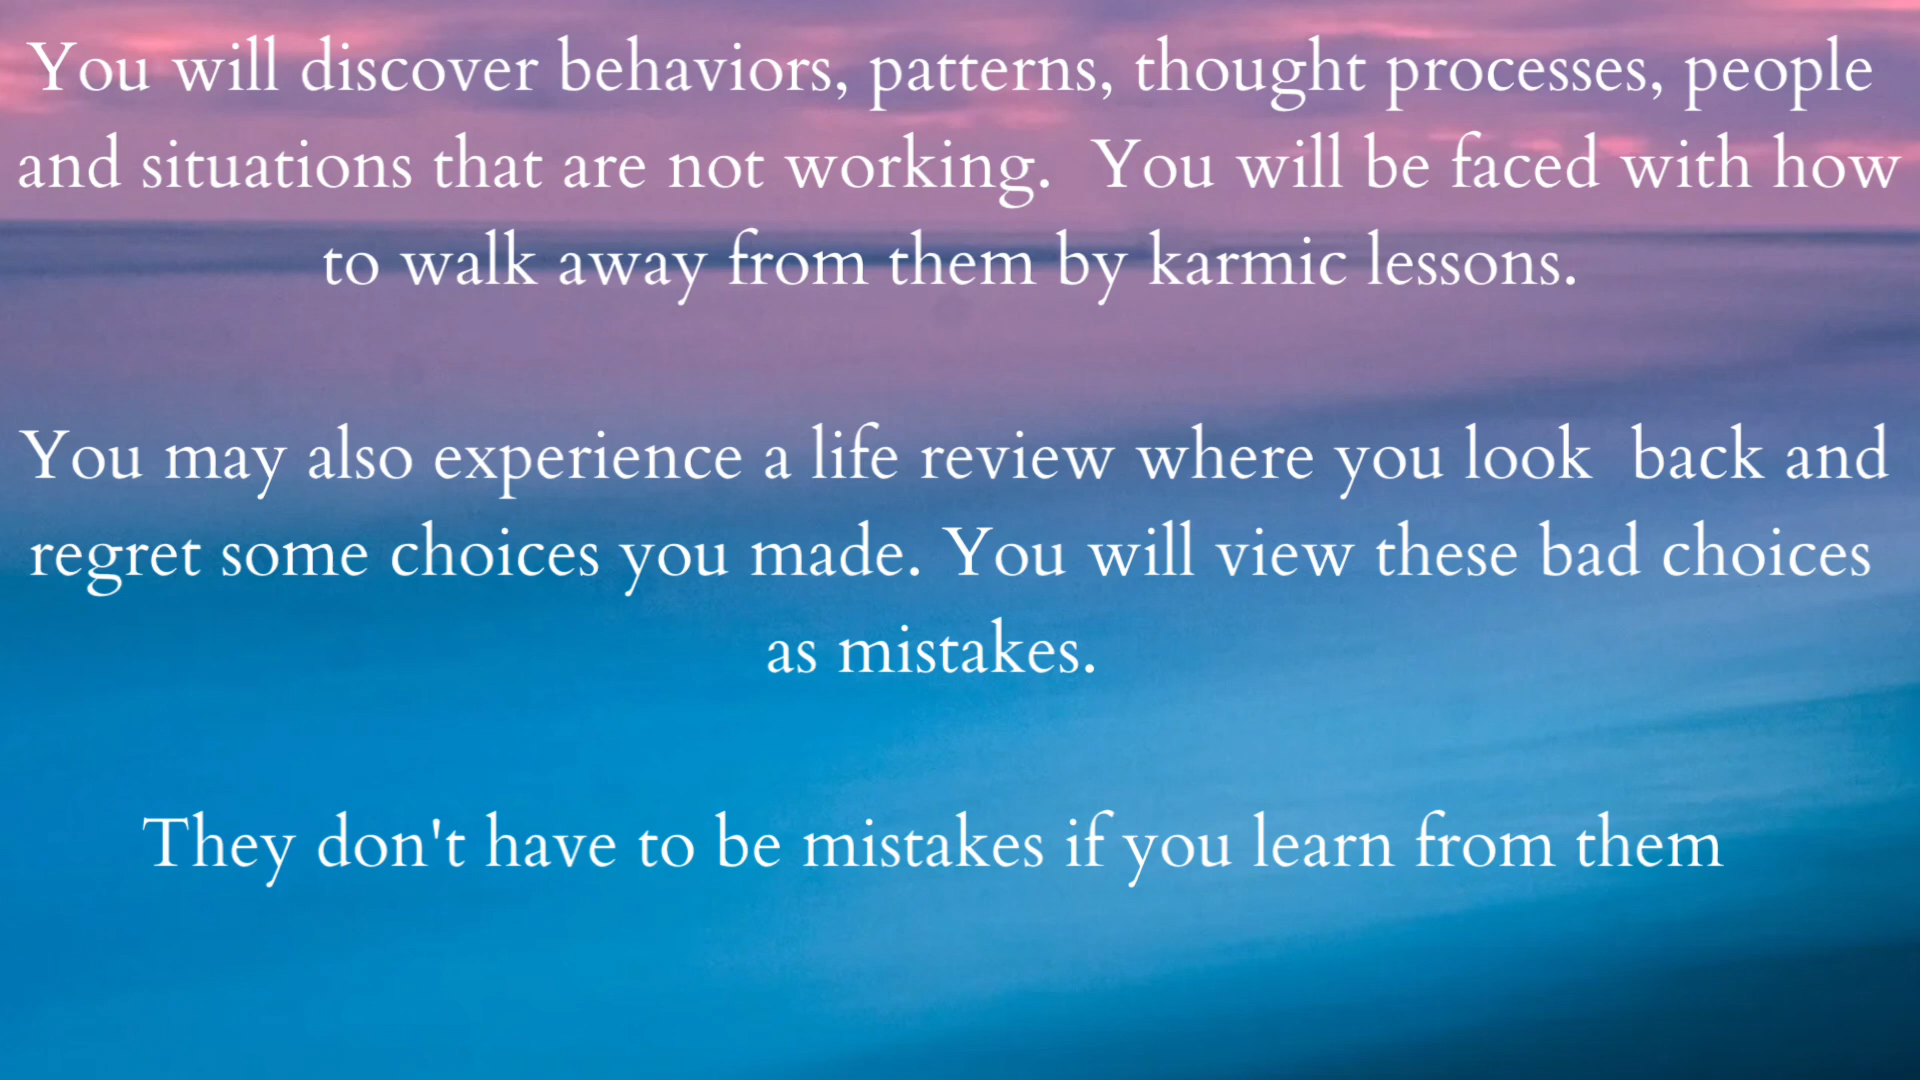 You will discover behaviors, patterns, thought processes, people
and situations that are not working.  You will be faced with how
to walk away from them by karmic lessons.
You may also experience a life review where you look  back and
regret some choices you made. You will view these bad choices
as mistakes.
They don't have to be mistakes if you learn from them